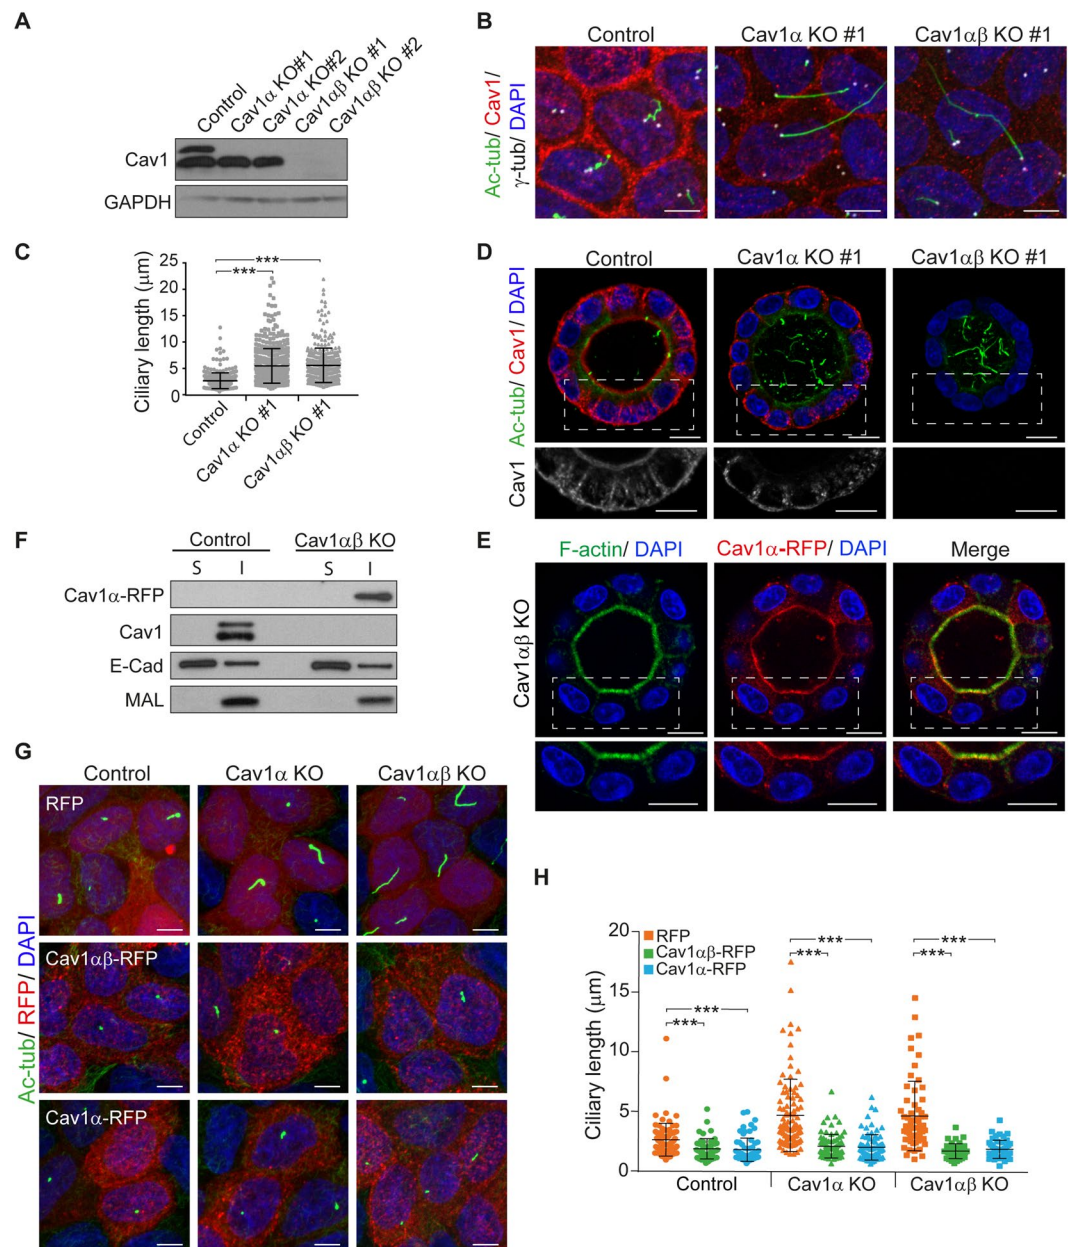 A
Control
Cav1α KO#1
Cav1α KO#2
Cav1αβ KO #1
Cav1αβ KO #2
Cav1
GAPDH
B
Control
Cav1α KO #1
Cav1αβ KO #1
Ac-tub/ Cav1/
γ-tub/ DAPI
C
Ciliary length (μm)
25
20
15
10
5
0
***
***
Control
Cav1α KO #1
Cav1αβ KO #1
D
Control
Cav1α KO #1
Cav1αβ KO #1
Ac-tub/ Cav1/ DAPI
Cav1
E
F-actin/ DAPI
Cav1α-RFP/ DAPI
Merge
Cav1αβ KO
F
Control
Cav1αβ KO
S I S I
Cav1α-RFP
Cav1
E-Cad
MAL
G
Control
Cav1α KO
Cav1αβ KO
RFP
Cav1αβ-RFP
Cav1α-RFP
Ac-tub/ RFP/ DAPI
H
Ciliary length (μm)
20
15
10
5
0
RFP
Cav1αβ-RFP
Cav1α-RFP
***
***
***
***
***
***
Control
Cav1α KO
Cav1αβ KO